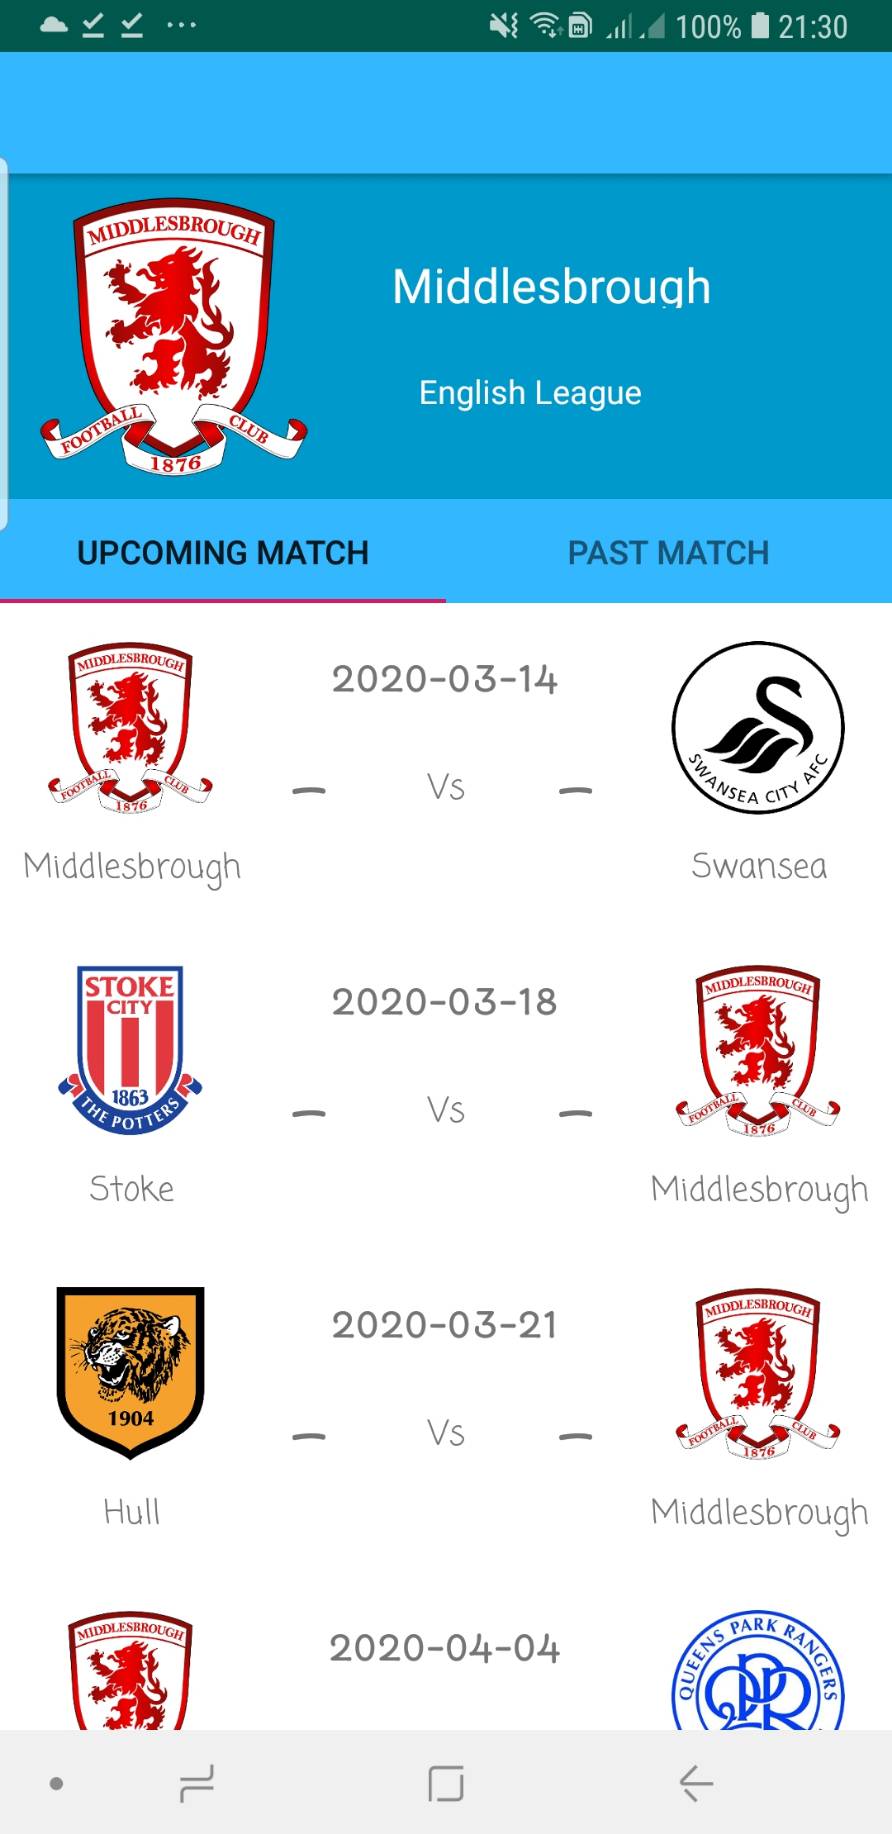 100% 21:30
MIDDLESBROUGH
FOOTBALL CLUB
1876
Middlesbrough
English League
UPCOMING MATCH PAST MATCH
MIDDLESBROUGH
FOOTBALL CLUB
1876
2020-03-14
– Vs –
SWANSEA CITY AFC
Middlesbrough Swansea
STOKE
CITY
1863
THE POTTERS
2020-03-18
– Vs –
MIDDLESBROUGH
FOOTBALL CLUB
1876
Stoke Middlesbrough
1904
2020-03-21
– Vs –
MIDDLESBROUGH
FOOTBALL CLUB
1876
Hull Middlesbrough
MIDDLESBROUGH
2020-04-04
QUEENS PARK RANGERS
QPR